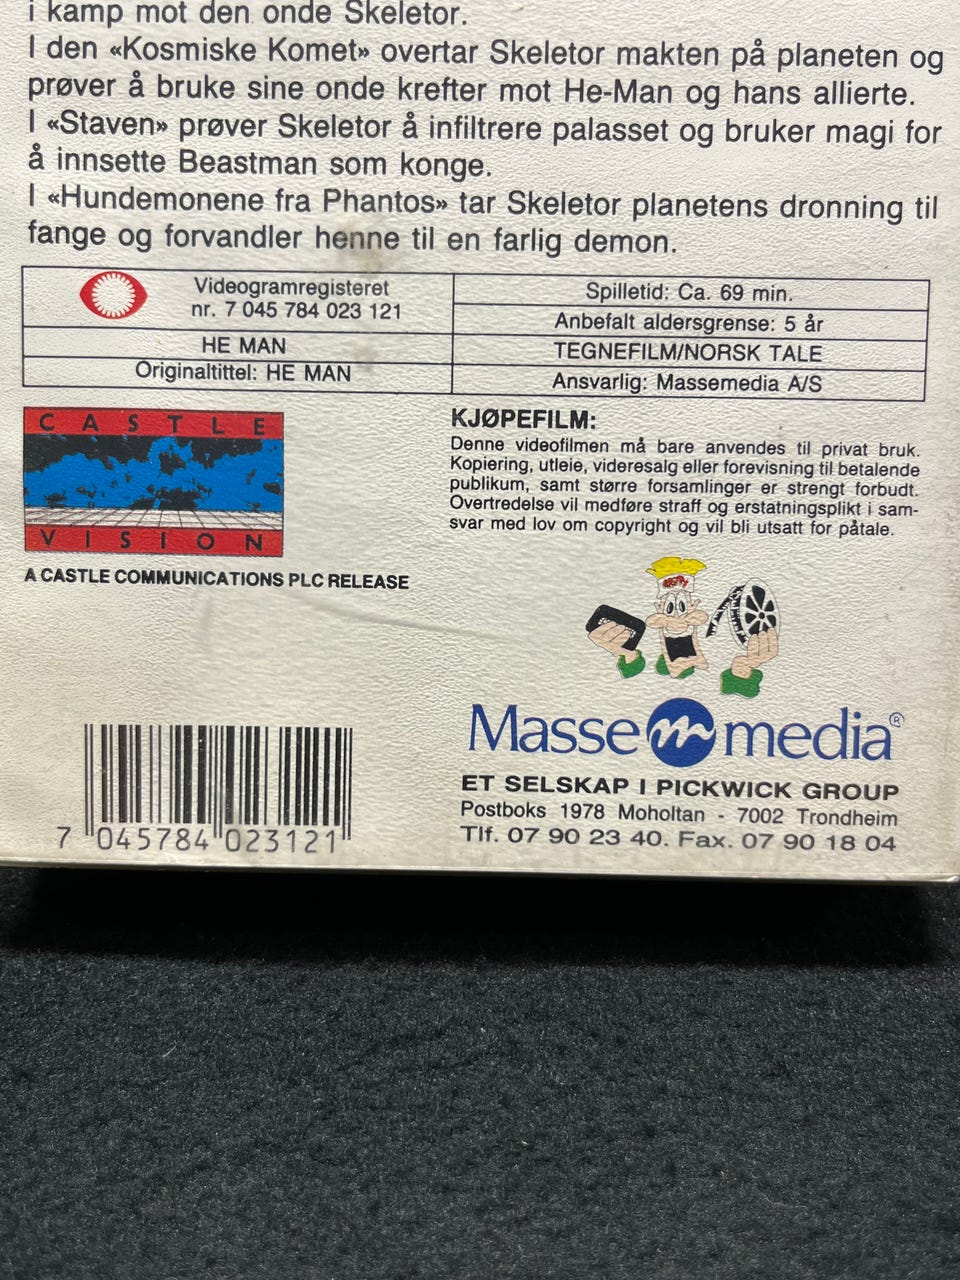 i kamp mot den onde Skeletor.
I den «Kosmiske Komet» overtar Skeletor makten på planeten og
prøver å bruke sine onde krefter mot He-Man og hans allierte.
I «Staven» prøver Skeletor å infiltrere palasset og bruker magi for
å innsette Beastman som konge.
I «Hundemonene fra Phantos» tar Skeletor planetens dronning til
fange og forvandler henne til en farlig demon.
Videogramregisteret
nr. 7 045 784 023 121
HE MAN
Originaltittel: HE MAN
Spilletid: Ca. 69 min.
Anbefalt aldersgrense: 5 år
TEGNEFILM/NORSK TALE
Ansvarlig: Massemedia A/S
CASTLE
VISION
A CASTLE COMMUNICATIONS PLC RELEASE
KJØPEFILM:
Denne videofilmen må bare anvendes til privat bruk.
Kopiering, utleie, videresalg eller forevisning til betalende
publikum, samt større forsamlinger er strengt forbudt.
Overtredelse vil medføre straff og erstatningsplikt i sam-
svar med lov om copyright og vil bli utsatt for påtale.
Masse m media®
ET SELSKAP I PICKWICK GROUP
Postboks 1978 Moholtan - 7002 Trondheim
Tlf. 07 90 23 40. Fax. 07 90 18 04
7 045784 023121